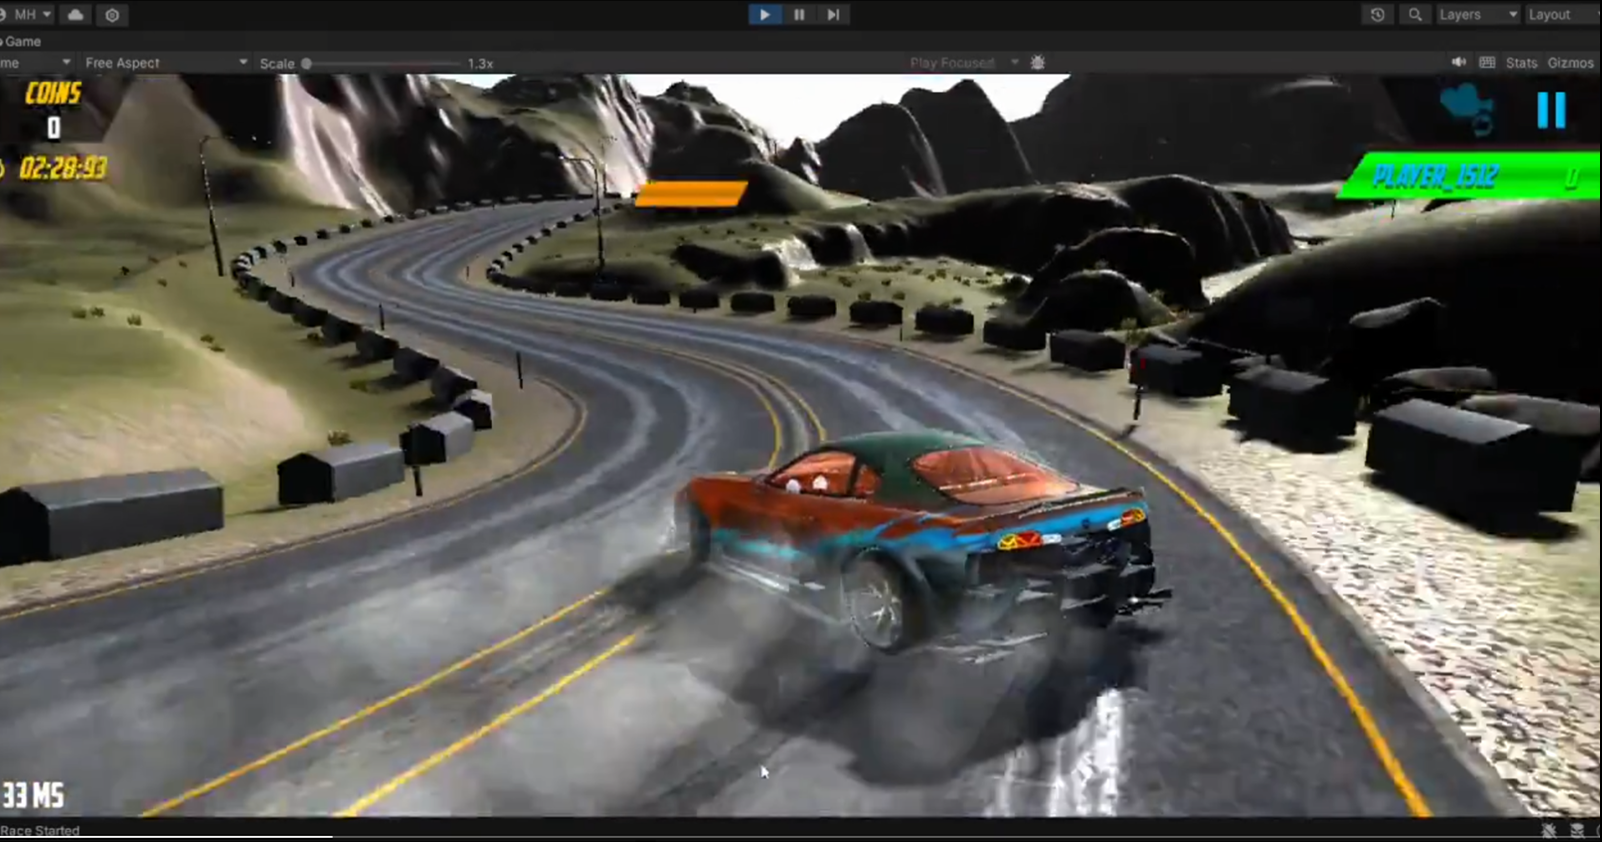 MH
Layers
Layout
Game
me
Free Aspect
Scale
1.3x
Play Focused
Stats
Gizmos
COINS
0
02:28:93
PLAYER_1512
0
33 MS
Race Started